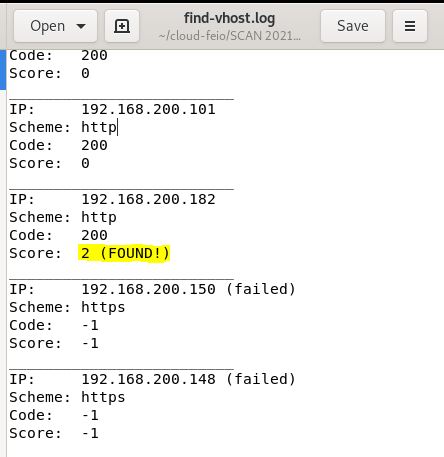 Open
find-vhost.log
~/cloud-feio/SCAN 2021...
Save
Code: 200
Score: 0
IP: 192.168.200.101
Scheme: http
Code: 200
Score: 0
IP: 192.168.200.182
Scheme: http
Code: 200
Score: 2 (FOUND!)
IP: 192.168.200.150 (failed)
Scheme: https
Code: -1
Score: -1
IP: 192.168.200.148 (failed)
Scheme: https
Code: -1
Score: -1